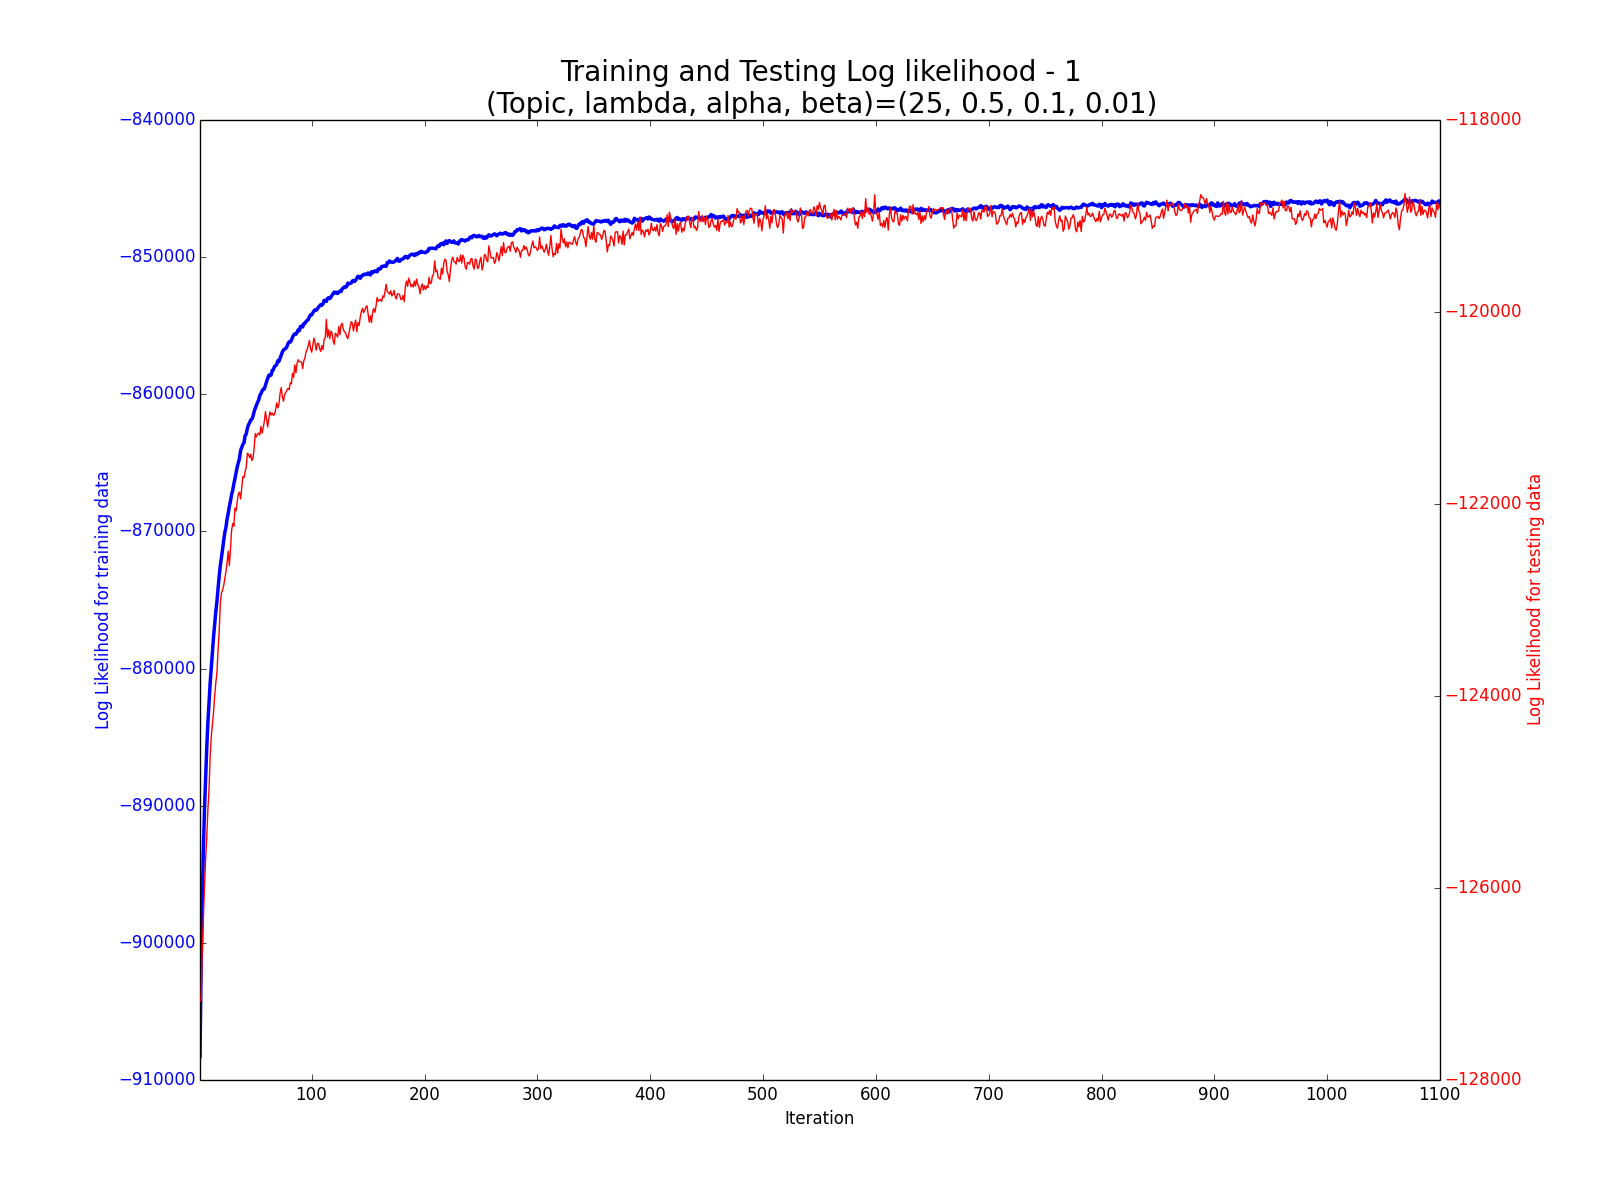 Training and Testing Log likelihood - 1
(Topic, lambda, alpha, beta)=(25, 0.5, 0.1, 0.01)
−840000
−850000
−860000
−870000
−880000
−890000
−900000
−910000
Log Likelihood for training data
−118000
−120000
−122000
−124000
−126000
−128000
Log Likelihood for testing data
100 200 300 400 500 600 700 800 900 1000 1100
Iteration